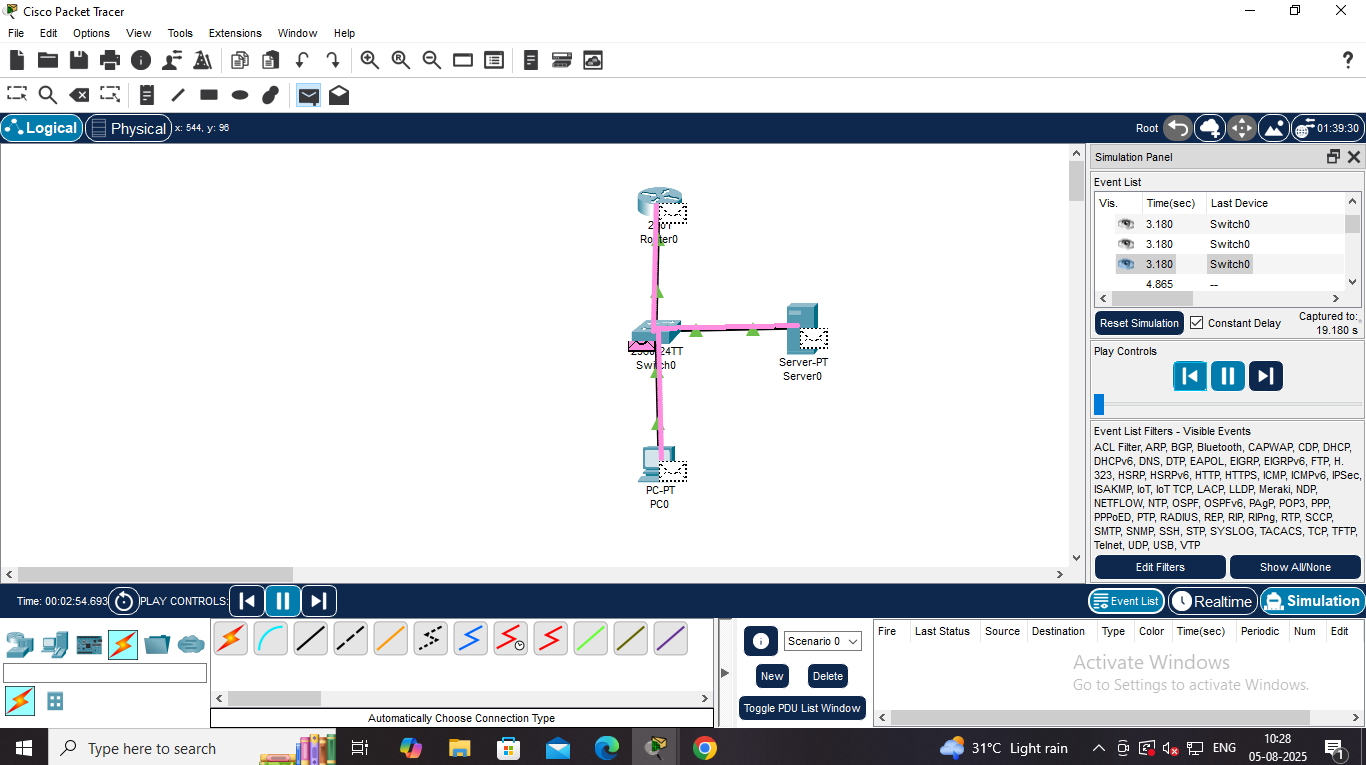 Cisco Packet Tracer
File Edit Options View Tools Extensions Window Help
Logical Physical x: 544, y: 96 Root 01:39:30
Simulation Panel
Event List
Vis. Time(sec) Last Device
3.180 Switch0
3.180 Switch0
3.180 Switch0
4.865 --
Reset Simulation Constant Delay Captured to:
19.180 s
Play Controls
Event List Filters - Visible Events
ACL Filter, ARP, BGP, Bluetooth, CAPWAP, CDP, DHCP,
DHCPv6, DNS, DTP, EAPOL, EIGRP, EIGRPv6, FTP, H.
323, HSRP, HSRPv6, HTTP, HTTPS, ICMP, ICMPv6, IPSec,
ISAKMP, IoT, IoT TCP, LACP, LLDP, Meraki, NDP,
NETFLOW, NTP, OSPF, OSPFv6, PAgP, POP3, PPP,
PPPoED, PTP, RADIUS, REP, RIP, RIPng, RTP, SCCP,
SMTP, SNMP, SSH, STP, SYSLOG, TACACS, TCP, TFTP,
Telnet, UDP, USB, VTP
Edit Filters Show All/None
Router0
Switch0
Server-PT
Server0
PC-PT
PC0
Time: 00:02:54.693 PLAY CONTROLS: Event List Realtime Simulation
Automatically Choose Connection Type
Scenario 0
New Delete
Toggle PDU List Window
Fire Last Status Source Destination Type Color Time(sec) Periodic Num Edit
Activate Windows
Go to Settings to activate Windows.
Type here to search
31°C Light rain
ENG
10:28
05-08-2025
1